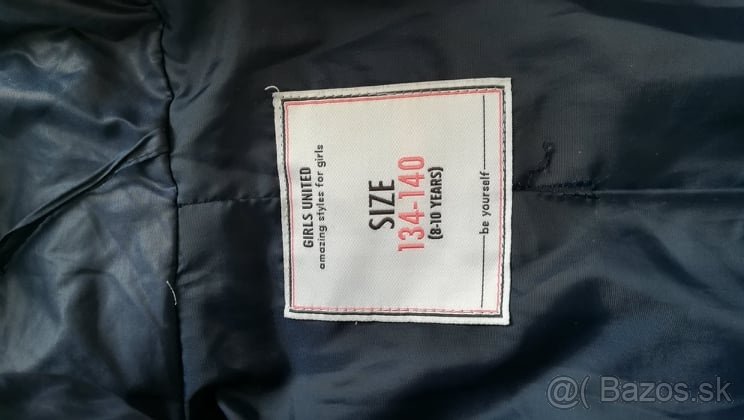 GIRLS UNITED
amazing styles for girls
SIZE
134-140
(8-10 YEARS)
be yourself
@( Bazos.sk